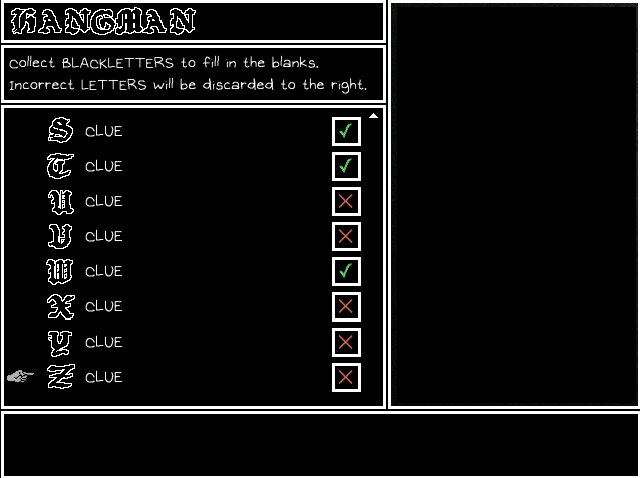 HANGMAN
Collect BLACKLETTERS to fill in the blanks.
Incorrect LETTERS will be discarded to the right.
S CLUE
T CLUE
U CLUE
V CLUE
W CLUE
X CLUE
Y CLUE
Z CLUE